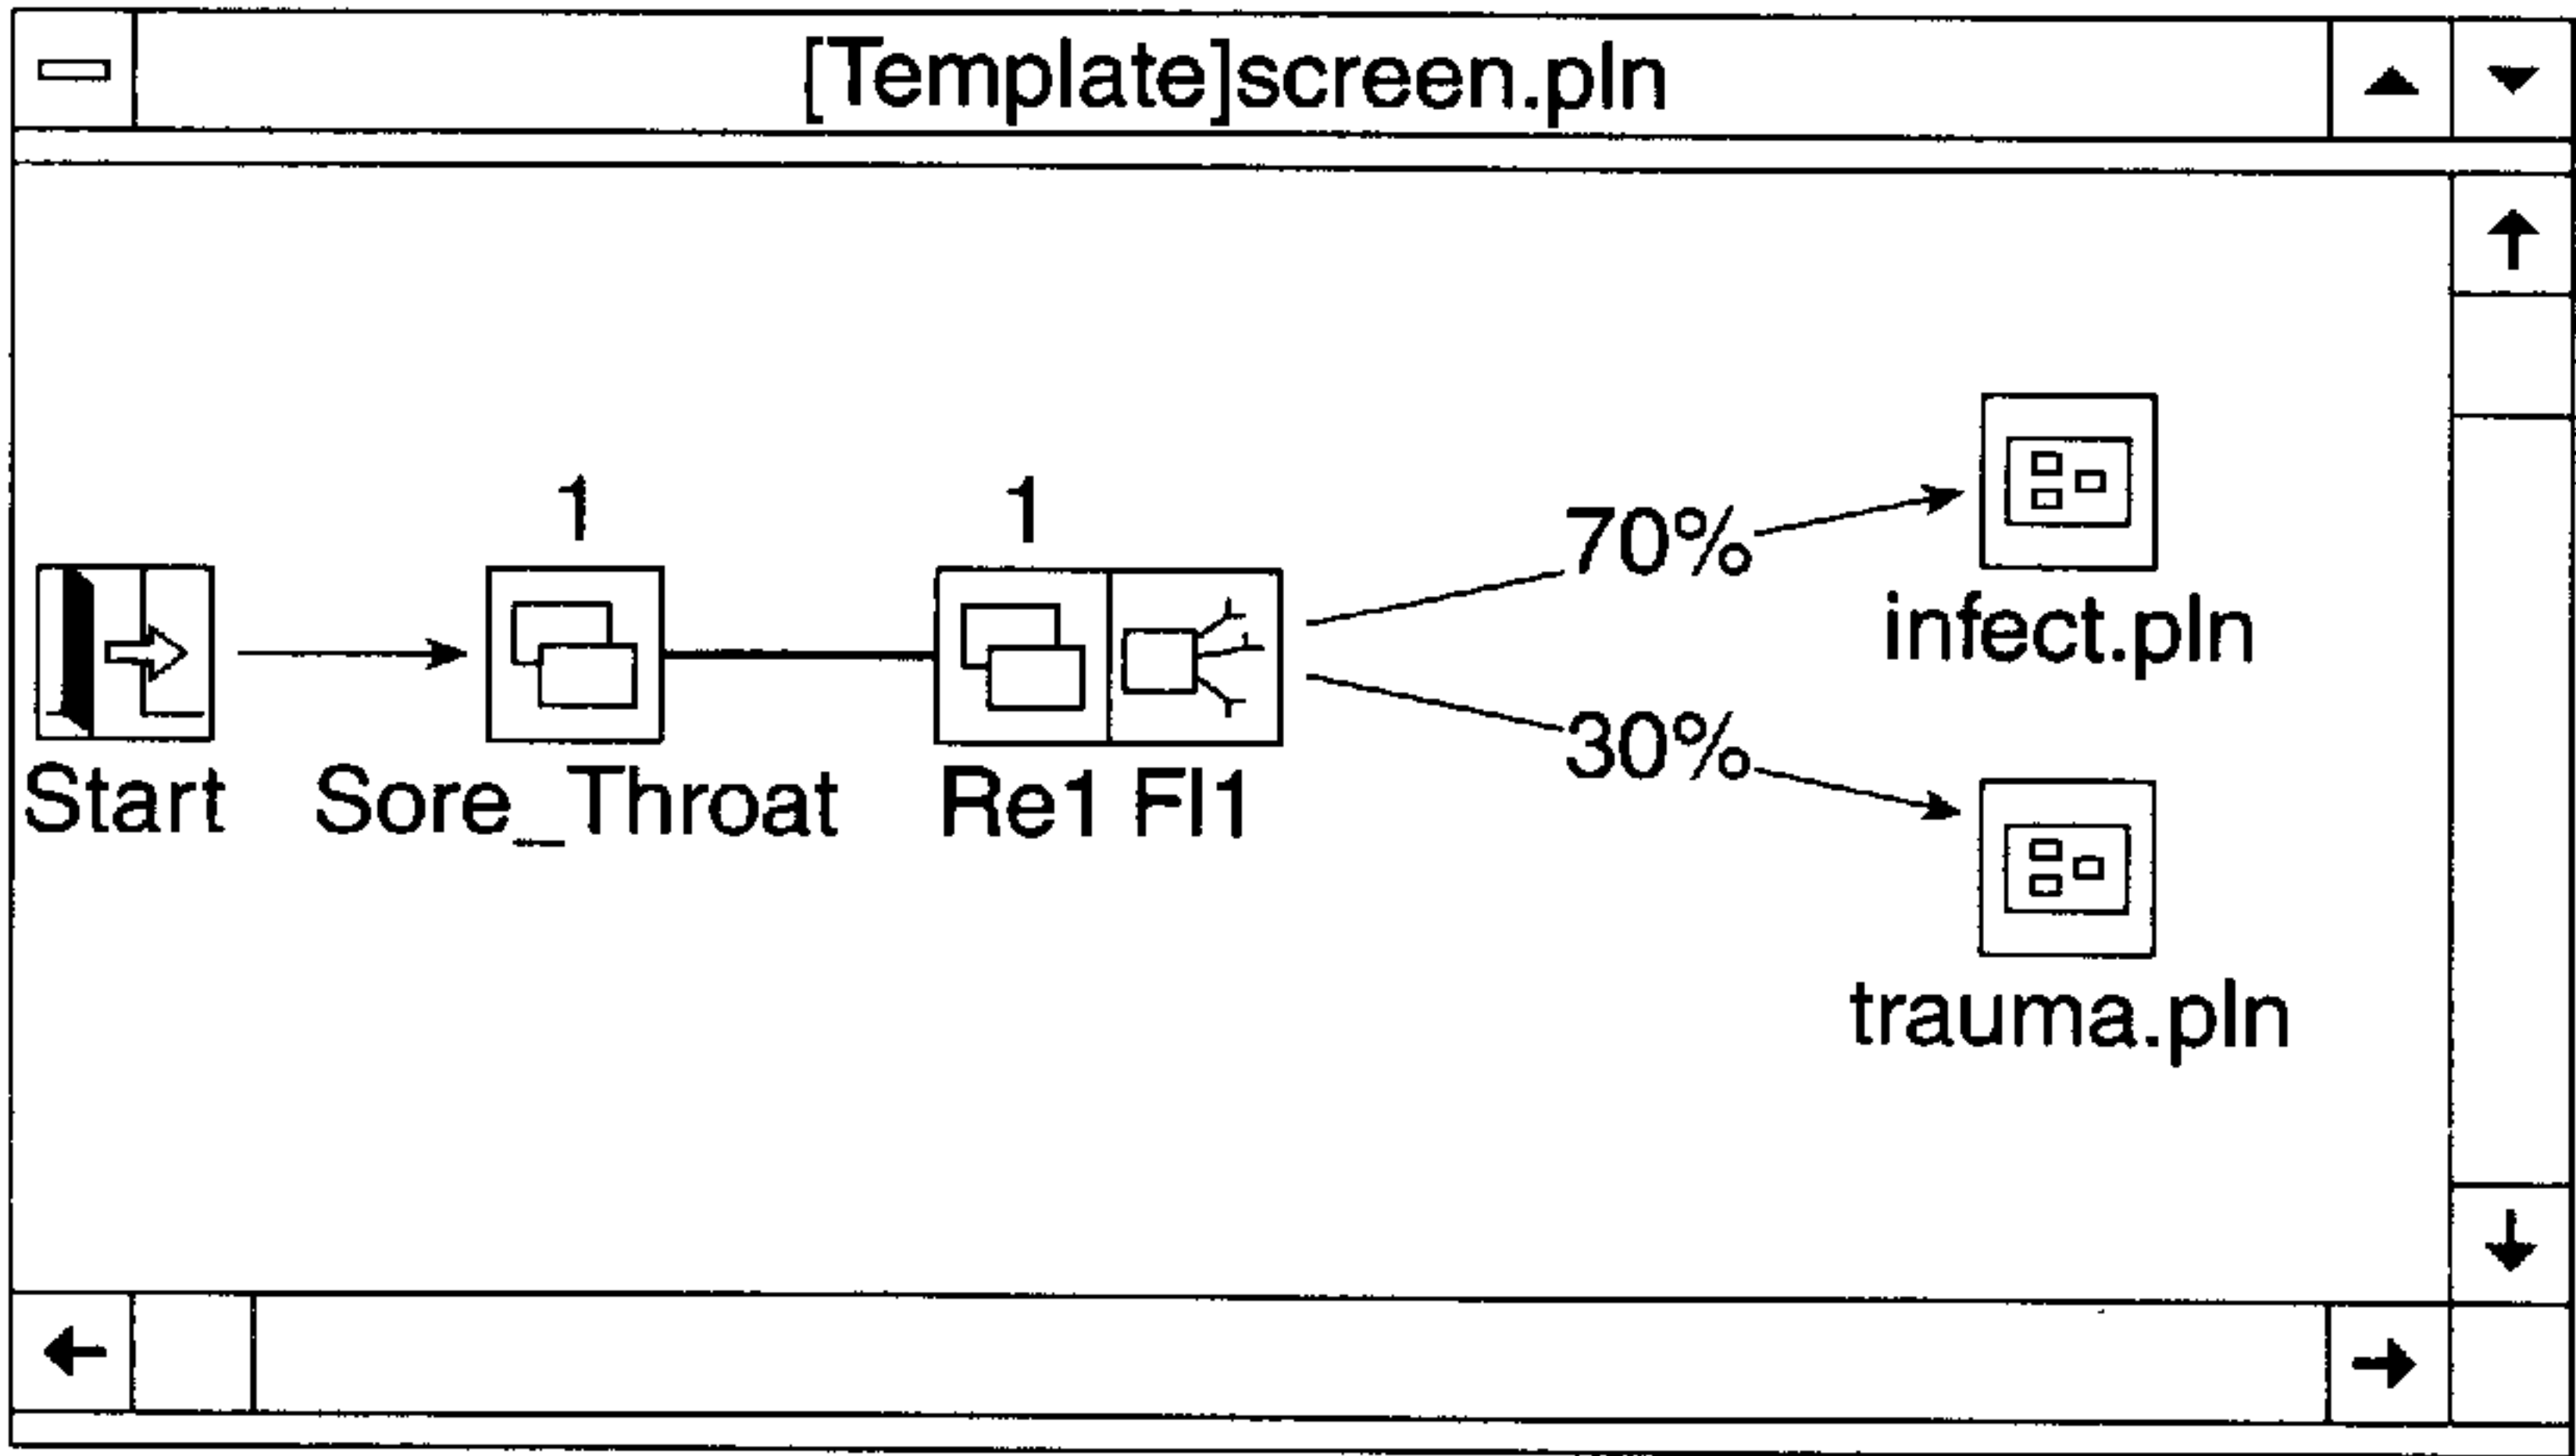 [Template]screen.pln
1
1
70%
infect.pln
Start
Sore_Throat
Re1 Fl1
30%
trauma.pln